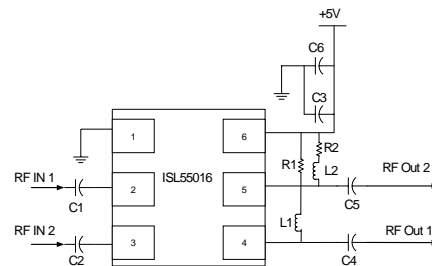 +5V
C6
C3
1
6
R2
R1
ISL55016
L2
RF IN 1
2
5
RF Out 2
C1
C5
L1
RF IN 2
3
4
RF Out 1
C2
C4